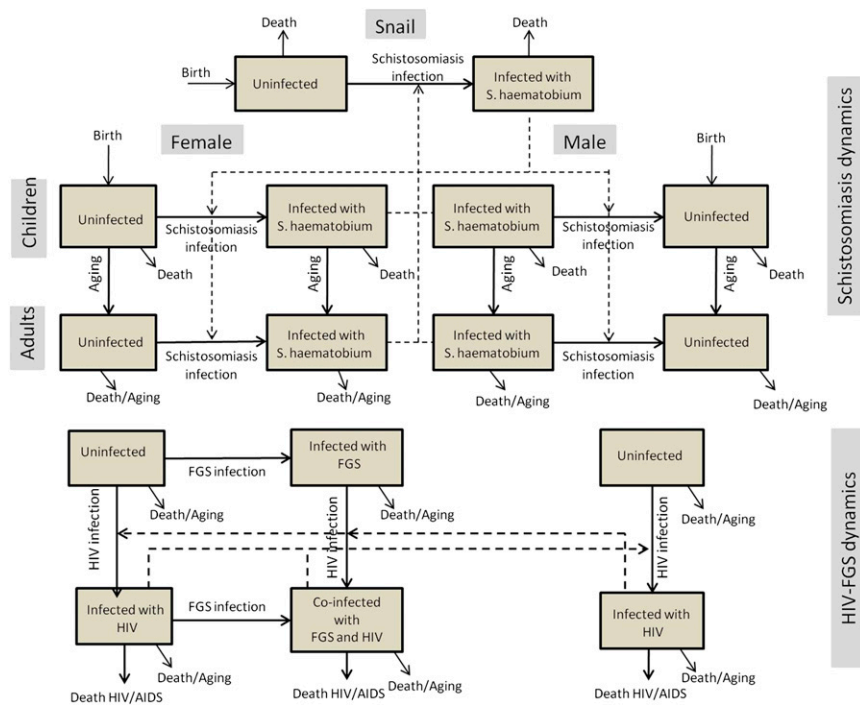 Death
Snail
Death
Birth
Uninfected
Schistosomiasis
infection
Infected with
S. haematobium
Female
Male
Birth
Birth
Children
Uninfected
Schistosomiasis
infection
Infected with
S. haematobium
Infected with
S. haematobium
Schistosomiasis
infection
Uninfected
Death
Death
Death
Death
Aging
Aging
Aging
Aging
Adults
Uninfected
Schistosomiasis
infection
Infected with
S. haematobium
Infected with
S. haematobium
Schistosomiasis
infection
Uninfected
Death/Aging
Death/Aging
Death/Aging
Death/Aging
Schistosomiasis dynamics
Uninfected
FGS infection
Infected with
FGS
Uninfected
Death/Aging
Death/Aging
Death/Aging
HIV infection
HIV infection
HIV infection
Infected with
HIV
FGS infection
Co-infected
with
FGS and HIV
Infected with
HIV
Death/Aging
Death/Aging
Death/Aging
Death HIV/AIDS
Death HIV/AIDS
Death HIV/AIDS
HIV-FGS dynamics